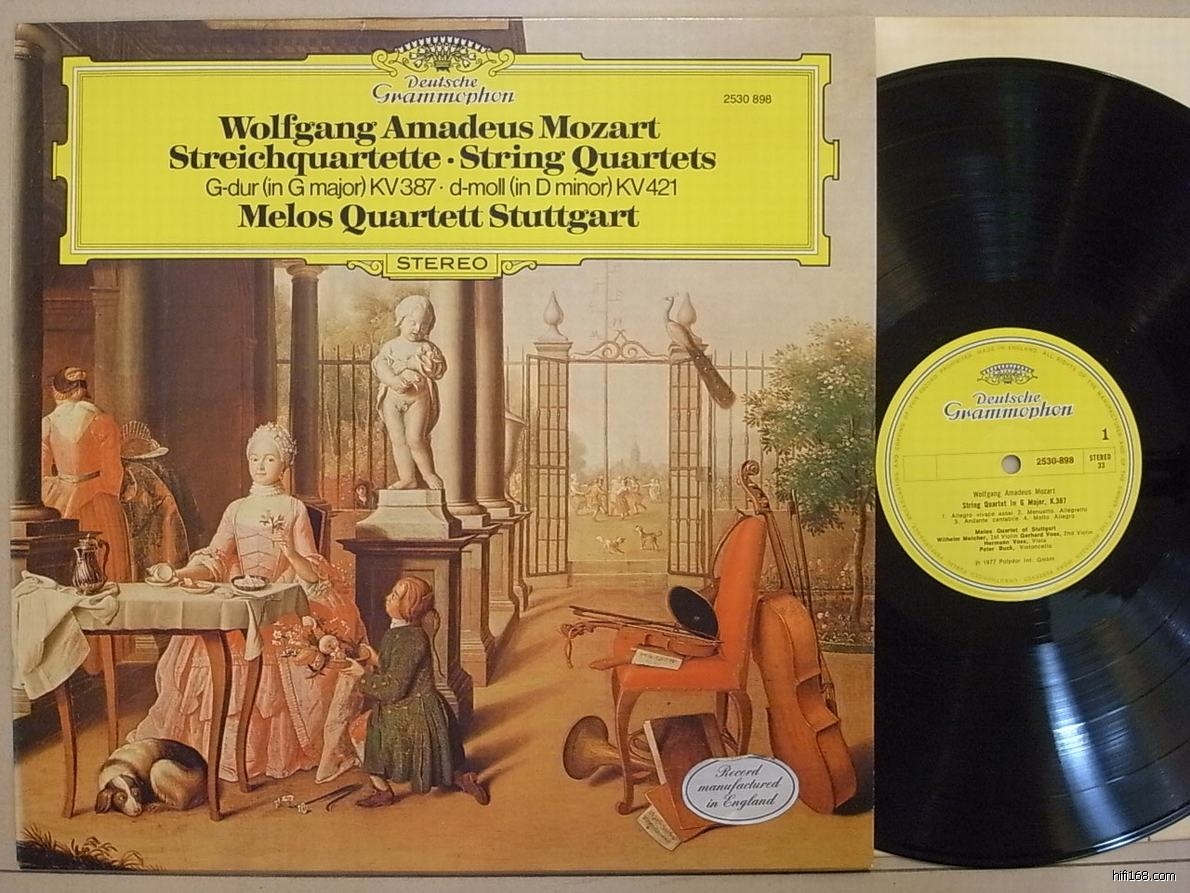 Deutsche
Grammophon
2530 898
Wolfgang Amadeus Mozart
Streichquartette · String Quartets
G-dur (in G major) KV 387 · d-moll (in D minor) KV 421
Melos Quartett Stuttgart
STEREO
Record
manufactured
in England
Deutsche
Grammophon
1
2530-898
STEREO
33
Wolfgang Amadeus Mozart
String Quartet in G Major, K.387
1. Allegro vivace assai 2. Menuetto. Allegretto
3. Andante cantabile 4. Molto Allegro
Melos Quartet of Stuttgart
Wilhelm Melcher, 1st Violin Gerhard Voss, 2nd Violin
Hermann Voss, Viola
Peter Buck, Violoncello
℗ 1977 Polydor Int. GmbH
MADE IN ENGLAND
hifi168.com